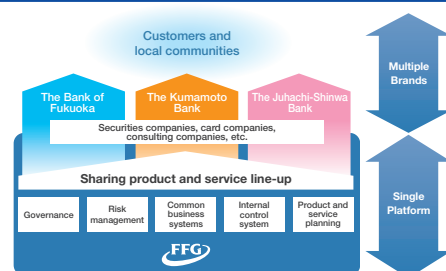 Customers and
local communities
Multiple
Brands
The Bank of
Fukuoka
The Kumamoto
Bank
The Juhachi-Shinwa
Bank
Securities companies, card companies,
consulting companies, etc.
Sharing product and service line-up
Single
Platform
Governance
Risk
management
Common
business
systems
Internal
control
system
Product and
service
planning
FFG